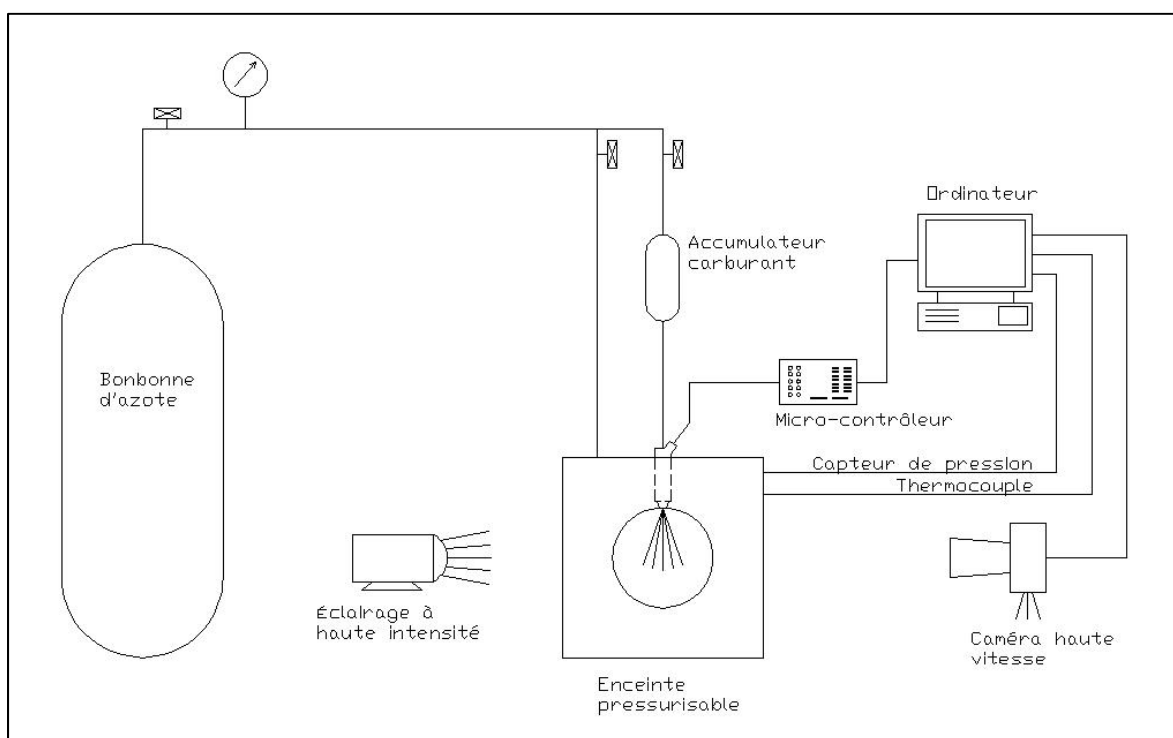 Ordinateur
Accumulateur
carburant
Bonbonne
d'azote
Micro-contrôleur
Capteur de pression
Thermocouple
Éclairage à
haute intensité
Caméra haute
vitesse
Enceinte
pressurisable